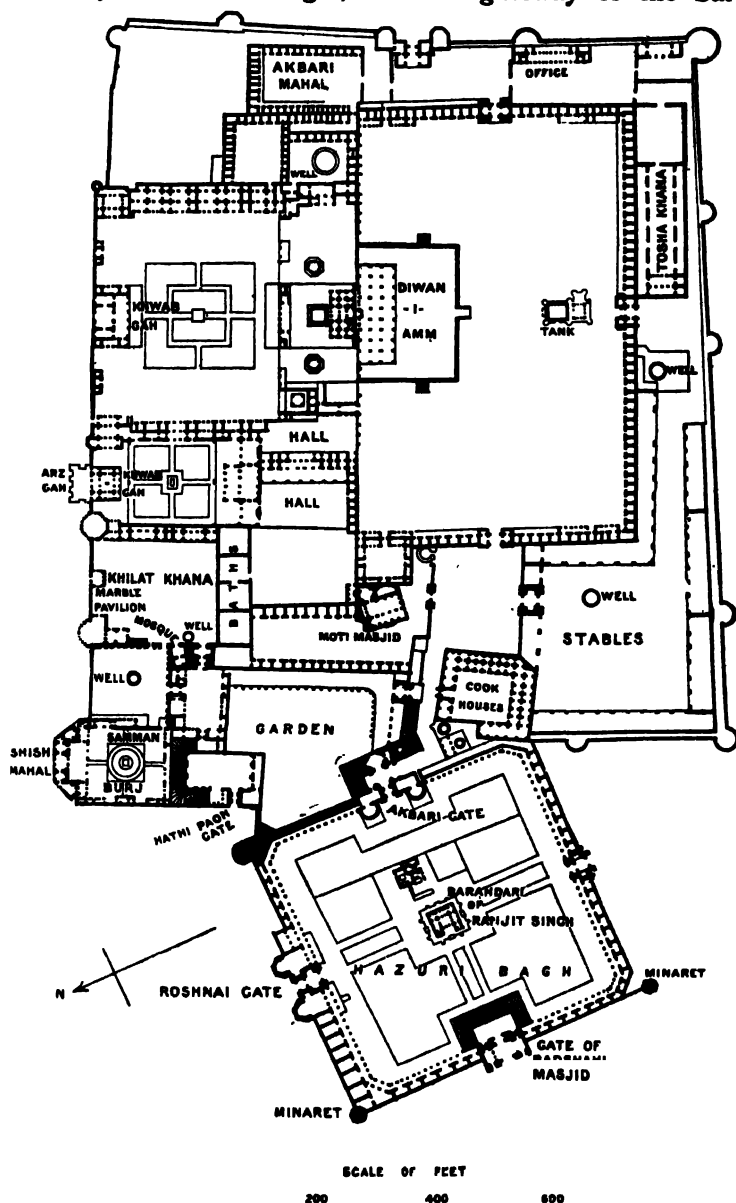 AKBARI
MAHAL
OFFICE
WELL
TOSHA KHANA
KHWAB
GAH
DIWAN
-I-
AMM
TANK
WELL
HALL
ARZ
GAH
KHWAB
GAH
HALL
KHILAT KHANA
MARBLE
PAVILION
MOSQUE
WELL
BATHS
MOTI MASJID
WELL
STABLES
WELL
COOK
HOUSES
GARDEN
SHISH
MAHAL
SAMMAN
BURJ
HATHI PAON
GATE
AKBARI GATE
BARAHDARI
OF
RANJIT SINGH
HAZURI BAGH
N
ROSHNAI GATE
MINARET
GATE OF
MASJID
MINARET
SCALE OF FEET
200 400 600